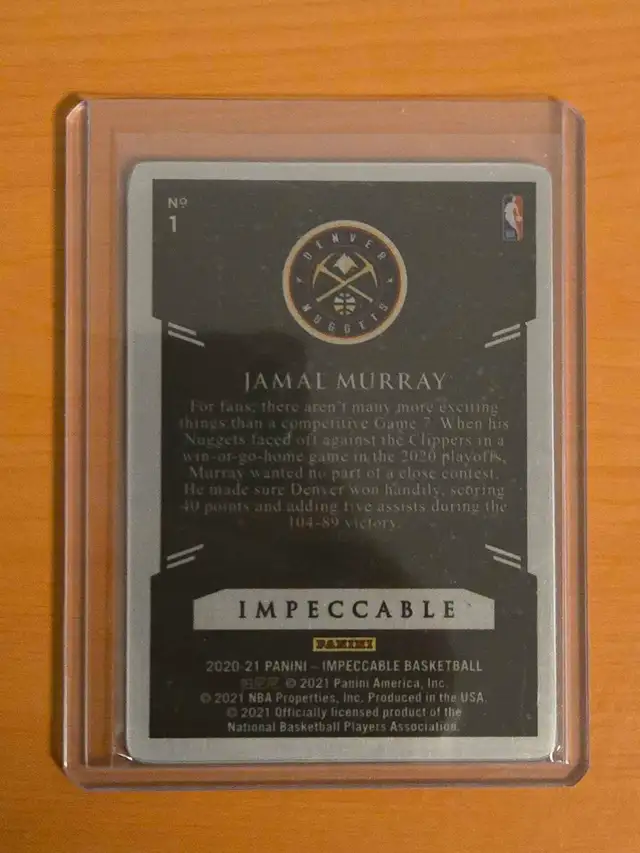 Nº
1
DENVER
NUGGETS
JAMAL MURRAY
For fans, there aren't many more exciting
things than a competitive Game 7. When his
Nuggets faced off against the Clippers in a
win-or-go-home game in the 2020 playoffs,
Murray wanted no part of a close contest.
He made sure Denver won handily, scoring
40 points and adding five assists during the
104-89 victory.
IMPECCABLE
PANINI
2020-21 PANINI – IMPECCABLE BASKETBALL
© 2021 Panini America, Inc.
© 2021 NBA Properties, Inc. Produced in the USA.
© 2021 Officially licensed product of the
National Basketball Players Association.